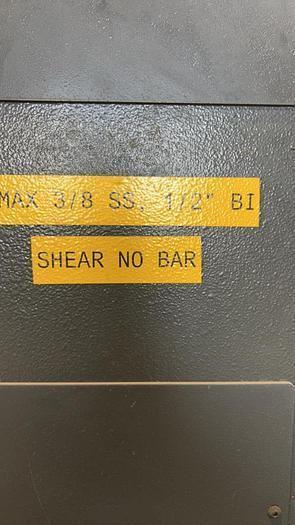 MAX 3/8 SS, 1/2" BI
SHEAR NO BAR